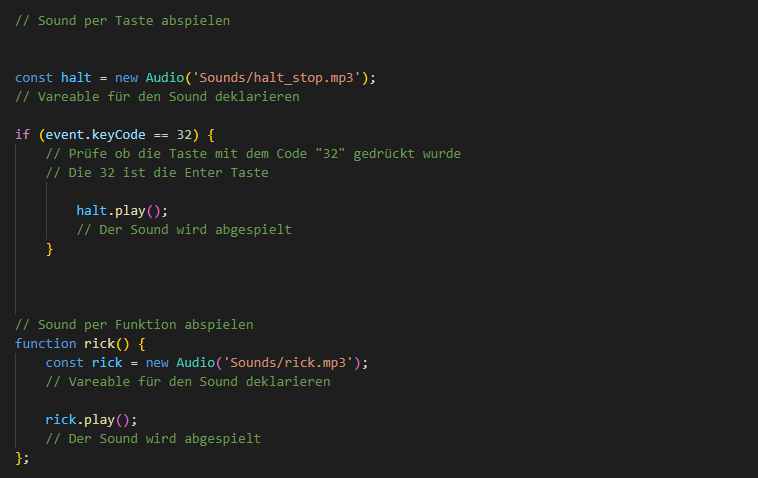 // Sound per Taste abspielen
const halt = new Audio('Sounds/halt_stop.mp3');
// Vareable für den Sound deklarieren
if (event.keyCode == 32) {
// Prüfe ob die Taste mit dem Code "32" gedrückt wurde
// Die 32 ist die Enter Taste
halt.play();
// Der Sound wird abgespielt
}
// Sound per Funktion abspielen
function rick() {
const rick = new Audio('Sounds/rick.mp3');
// Vareable für den Sound deklarieren
rick.play();
// Der Sound wird abgespielt
};